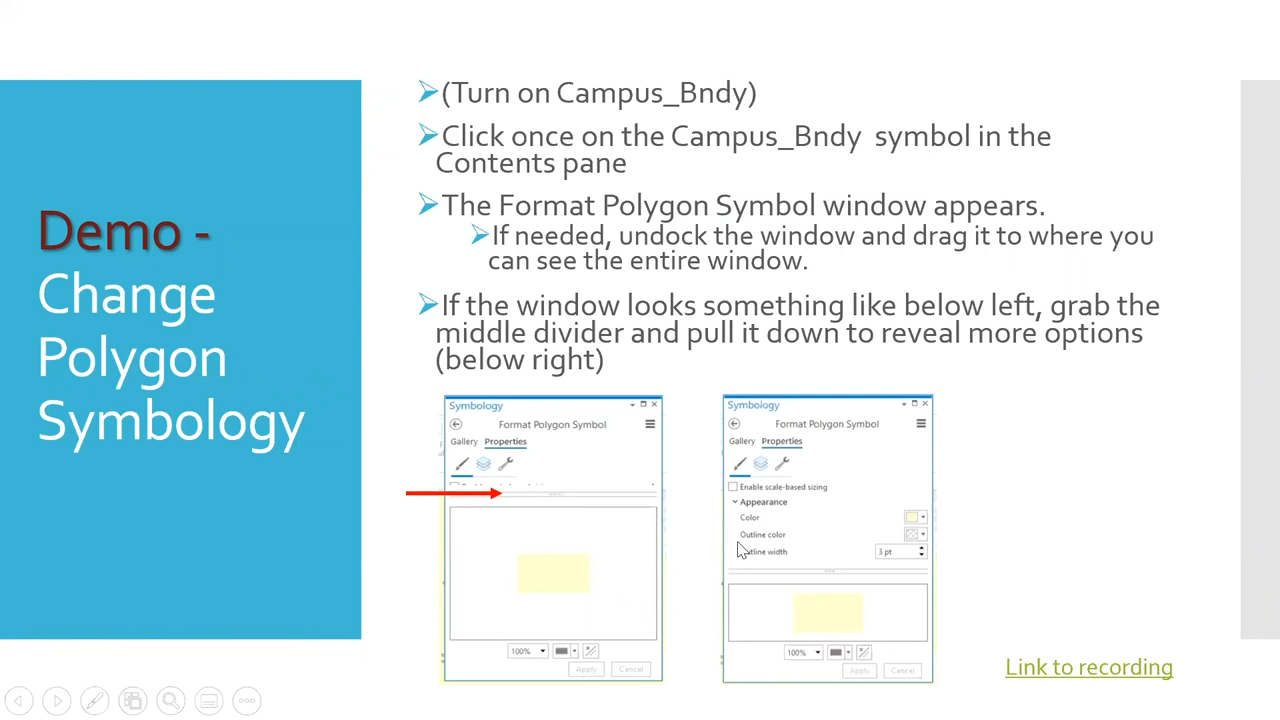 Demo -
Change
Polygon
Symbology
(Turn on Campus_Bndy)
Click once on the Campus_Bndy symbol in the
Contents pane
The Format Polygon Symbol window appears.
If needed, undock the window and drag it to where you
can see the entire window.
If the window looks something like below left, grab the
middle divider and pull it down to reveal more options
(below right)
Symbology
Format Polygon Symbol
Gallery Properties
100%
Apply Cancel
Symbology
Format Polygon Symbol
Gallery Properties
Enable scale-based sizing
Appearance
Color
Outline color
Outline width 3 pt
100%
Apply Cancel
Link to recording